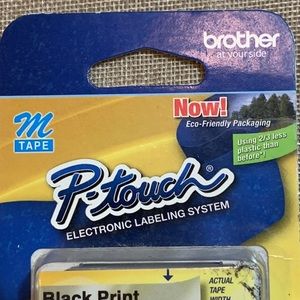 brother
at your side
Now!
Eco-Friendly Packaging
Using 2/3 less
plastic than
before*!
M
TAPE
P-touch®
ELECTRONIC LABELING SYSTEM
Black Print
ACTUAL
TAPE
WIDTH